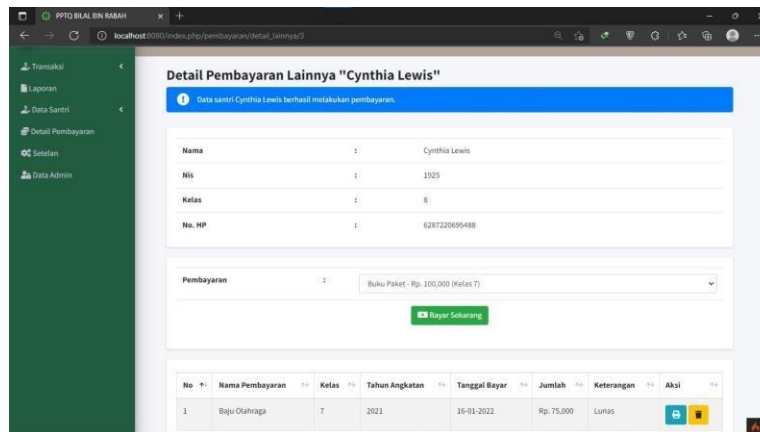 PPTQ BILAL BIN RABAH
localhost:8080/index.php/pembayaran/detail_lainnya/3
Transaksi
Laporan
Data Santri
Detail Pembayaran
Setelan
Data Admin
Detail Pembayaran Lainnya "Cynthia Lewis"
Data santri Cynthia Lewis berhasil melakukan pembayaran.
Nama : Cynthia Lewis
Nis : 1925
Kelas : 8
No. HP : 6287220695488
Pembayaran : Buku Paket - Rp. 100,000 (Kelas 7)
Bayar Sekarang
No Nama Pembayaran Kelas Tahun Angkatan Tanggal Bayar Jumlah Keterangan Aksi
1 Baju Olahraga 7 2021 16-01-2022 Rp. 75,000 Lunas